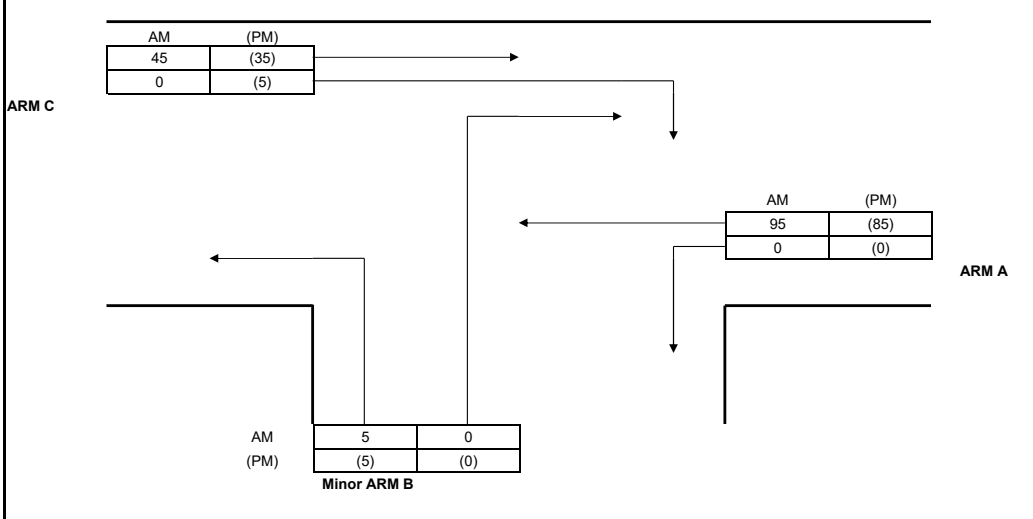 AM (PM)
45 (35)
0 (5)
ARM C
AM (PM)
95 (85)
0 (0)
ARM A
AM 5 0
(PM) (5) (0)
Minor ARM B